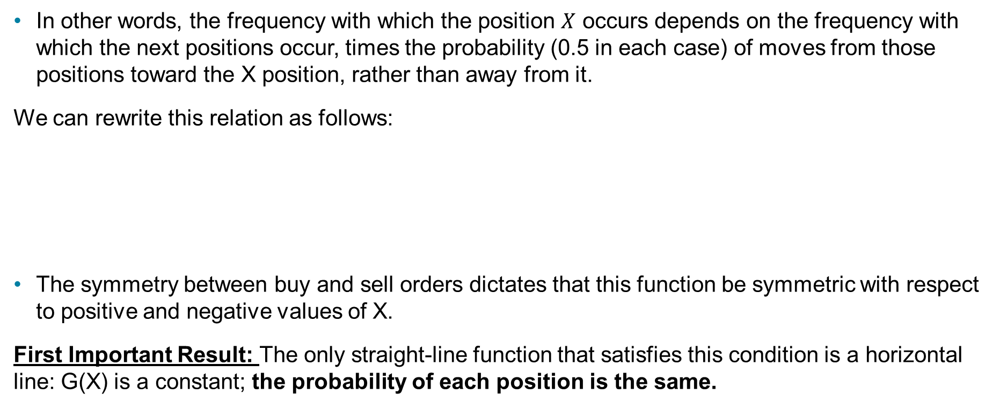 • In other words, the frequency with which the position X occurs depends on the frequency with
which the next positions occur, times the probability (0.5 in each case) of moves from those
positions toward the X position, rather than away from it.
We can rewrite this relation as follows:
• The symmetry between buy and sell orders dictates that this function be symmetric with respect
to positive and negative values of X.
First Important Result: The only straight-line function that satisfies this condition is a horizontal
line: G(X) is a constant; the probability of each position is the same.